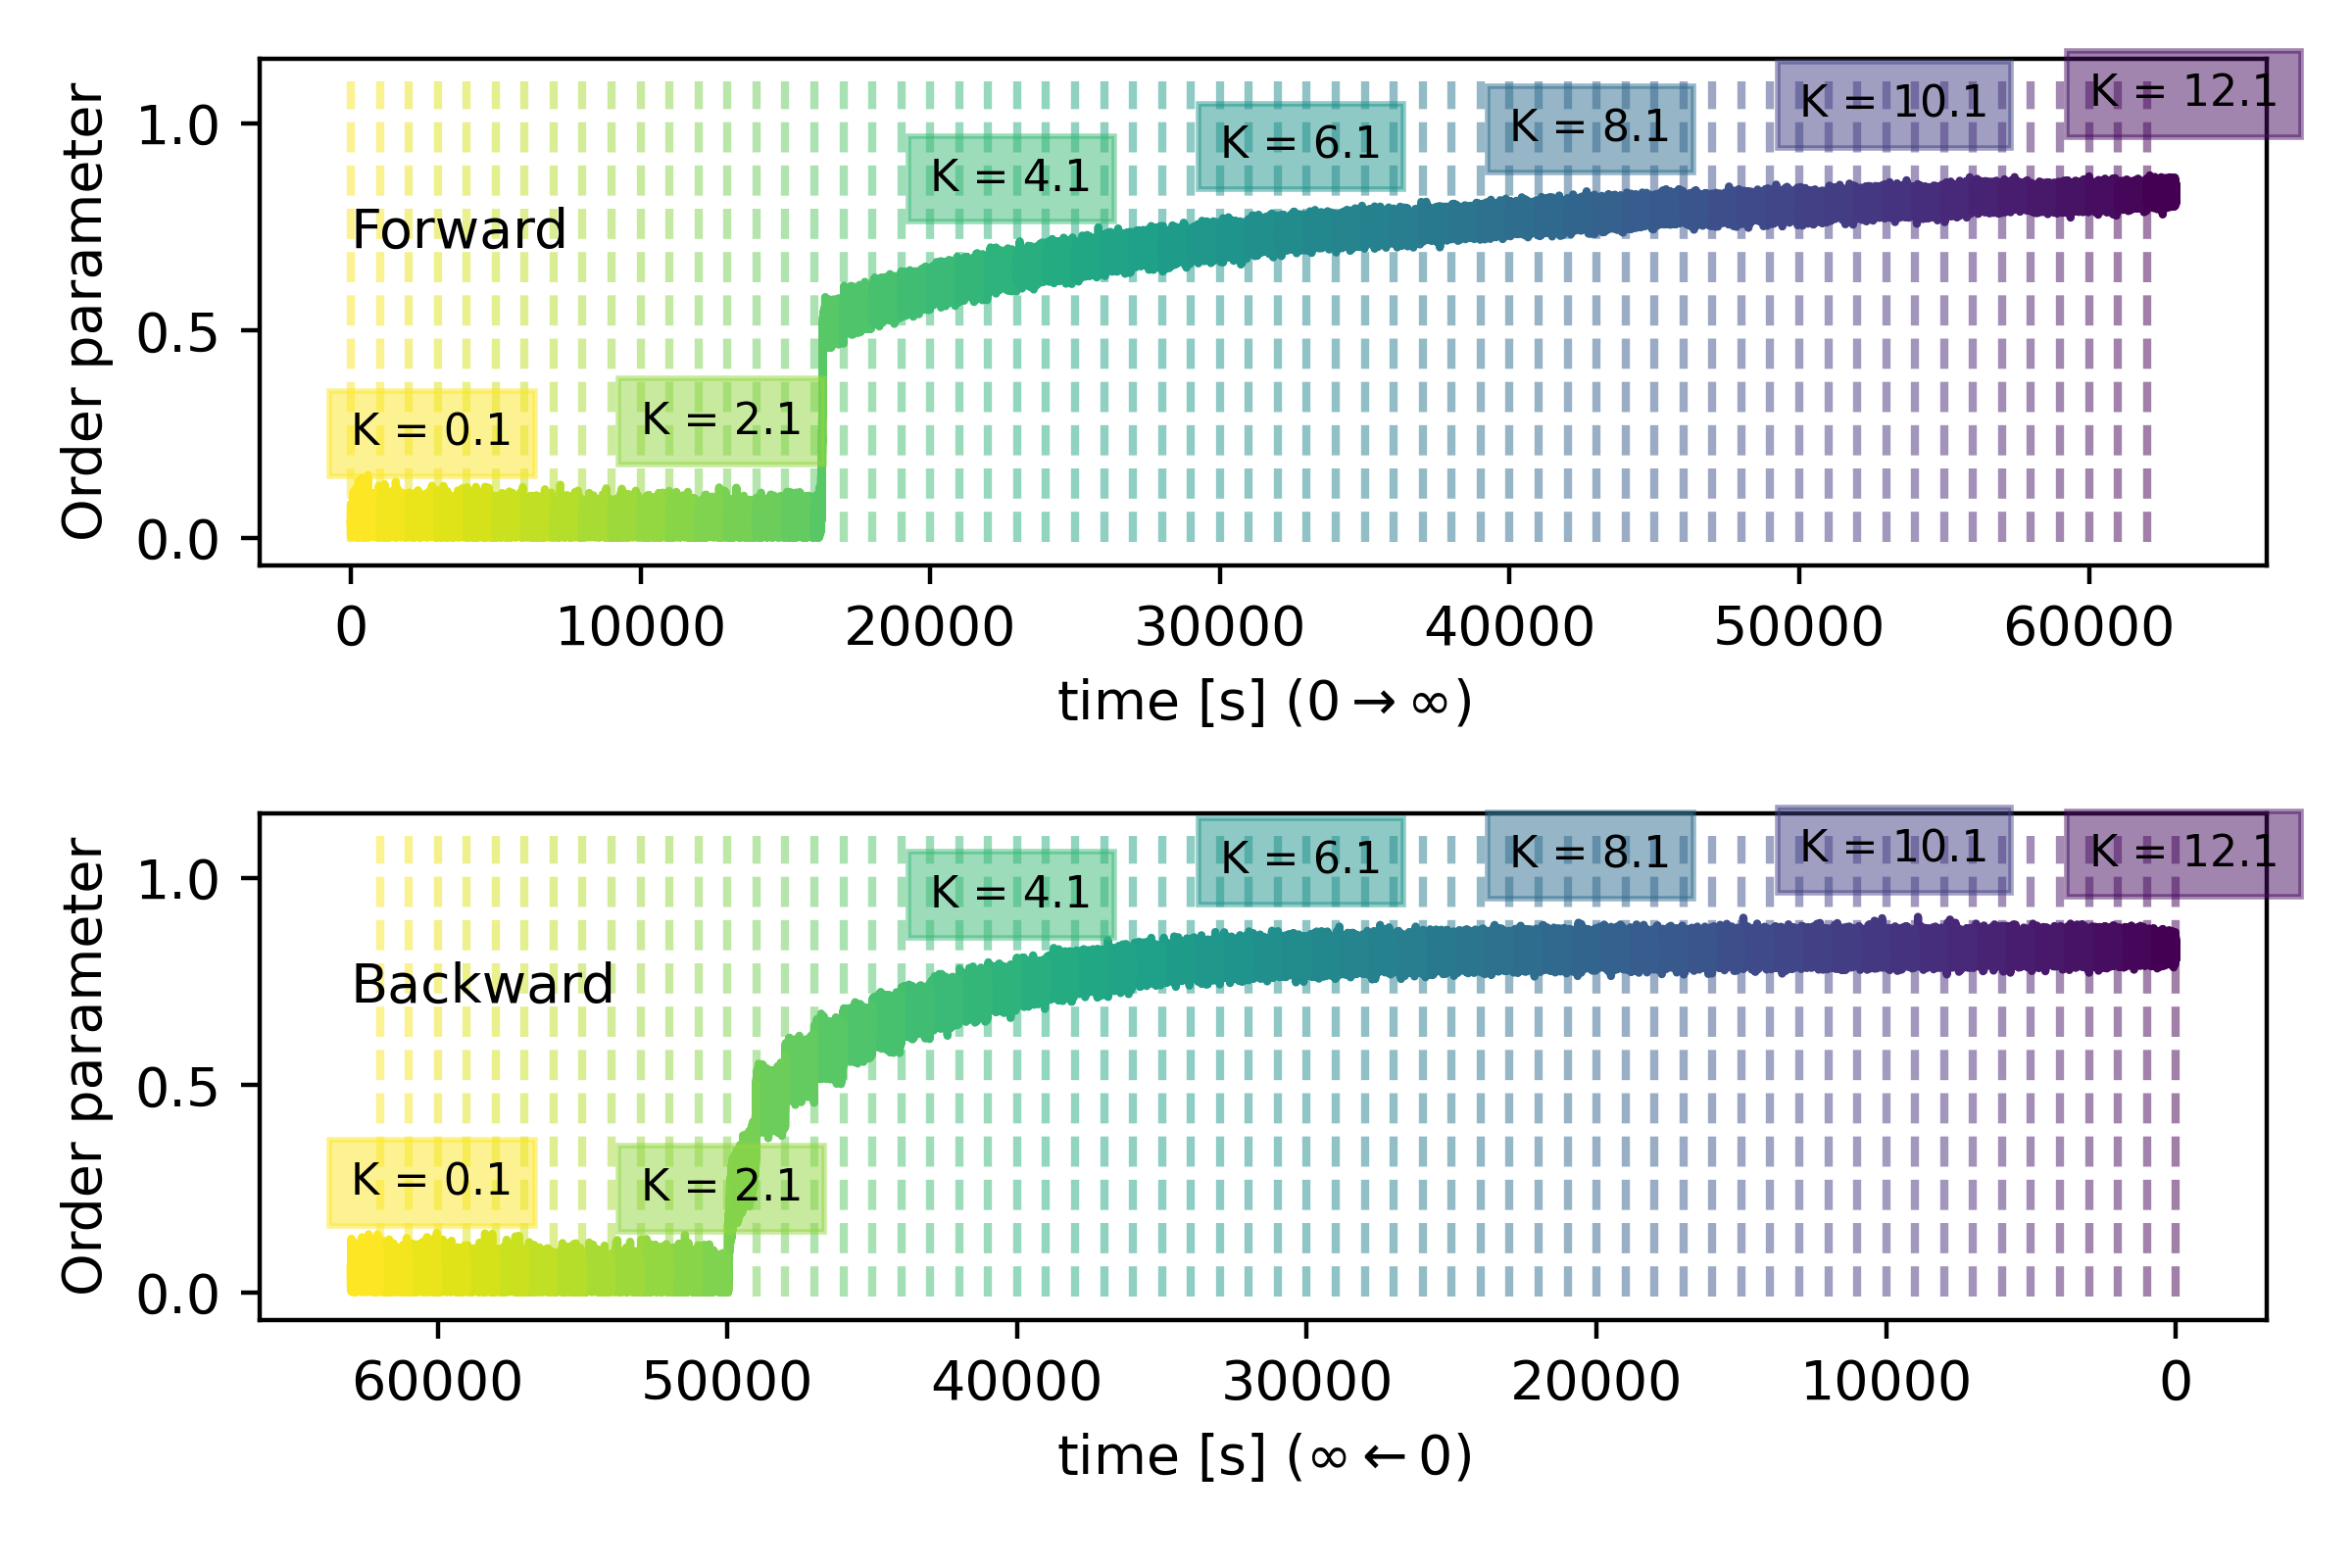 Order parameter
1.0
0.5
0.0
Forward
K = 0.1
K = 2.1
K = 4.1
K = 6.1
K = 8.1
K = 10.1
K = 12.1
0 10000 20000 30000 40000 50000 60000
time [s] (0 → ∞)
Order parameter
1.0
0.5
0.0
Backward
K = 0.1
K = 2.1
K = 4.1
K = 6.1
K = 8.1
K = 10.1
K = 12.1
60000 50000 40000 30000 20000 10000 0
time [s] (∞ ← 0)